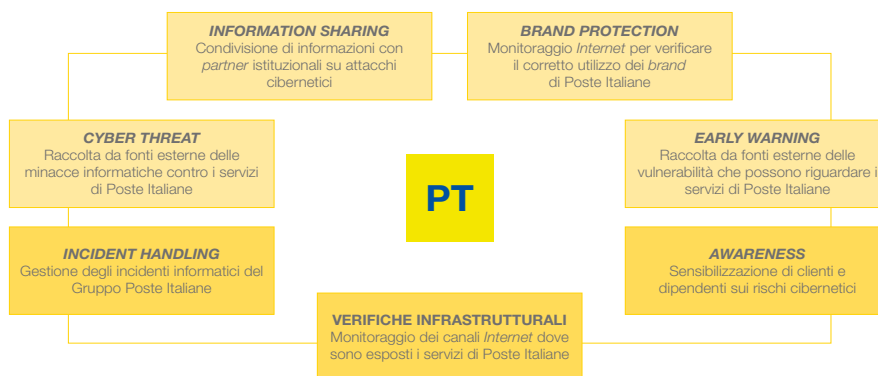 INFORMATION SHARING
Condivisione di informazioni con
partner istituzionali su attacchi
cibernetici
BRAND PROTECTION
Monitoraggio Internet per verificare
il corretto utilizzo dei brand
di Poste Italiane
CYBER THREAT
Raccolta da fonti esterne delle
minacce informatiche contro i servizi
di Poste Italiane
EARLY WARNING
Raccolta da fonti esterne delle
vulnerabilità che possono riguardare i
servizi di Poste Italiane
PT
INCIDENT HANDLING
Gestione degli incidenti informatici del
Gruppo Poste Italiane
AWARENESS
Sensibilizzazione di clienti e
dipendenti sui rischi cibernetici
VERIFICHE INFRASTRUTTURALI
Monitoraggio dei canali Internet dove
sono esposti i servizi di Poste Italiane